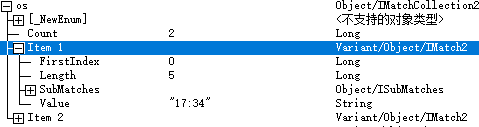 os Object/IMatchCollection2
[_NewEnum] <不支持的对象类型>
Count 2 Long
Item 1 Variant/Object/IMatch2
FirstIndex 0 Long
Length 5 Long
SubMatches Object/ISubMatches
Value "17:34" String
Item 2 Variant/Object/IMatch2